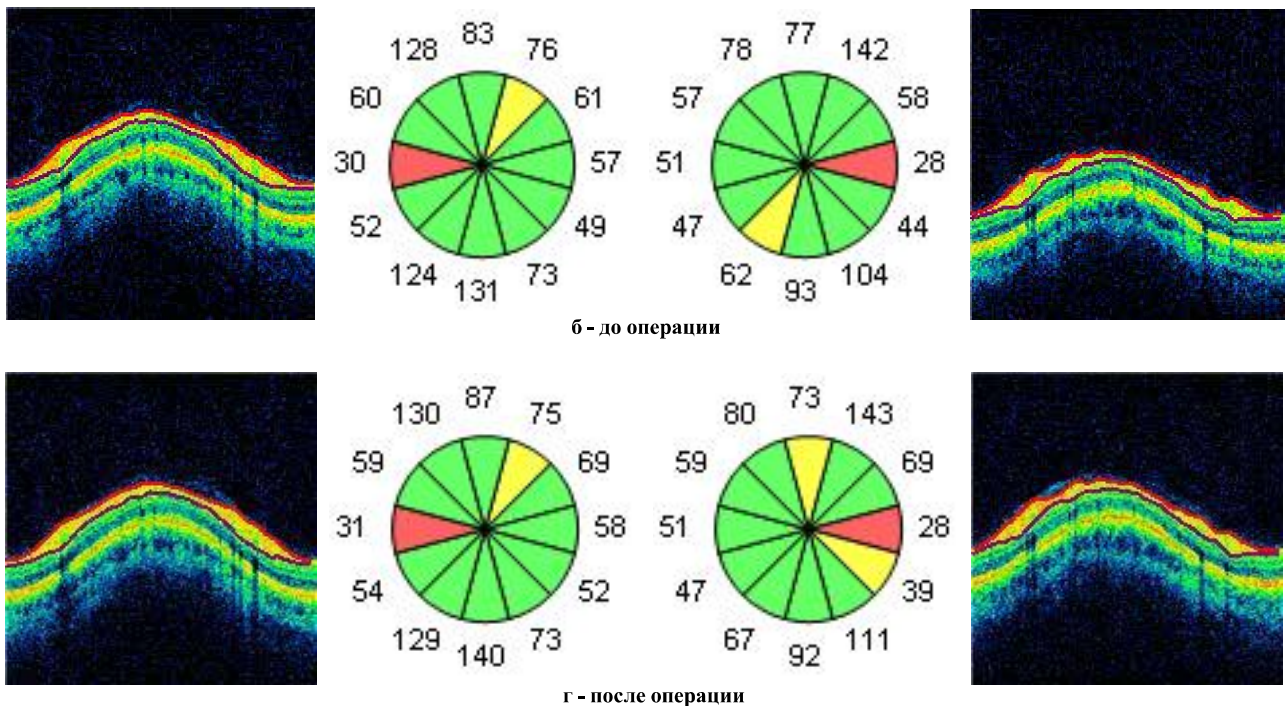 83 77
128 76 78 142
60 61 57 58
30 57 51 28
52 49 47 44
124 73 62 104
131 93
б - до операции
87 73
130 75 80 143
59 69 59 69
31 58 51 28
54 52 47 39
129 73 67 111
140 92
г - после операции